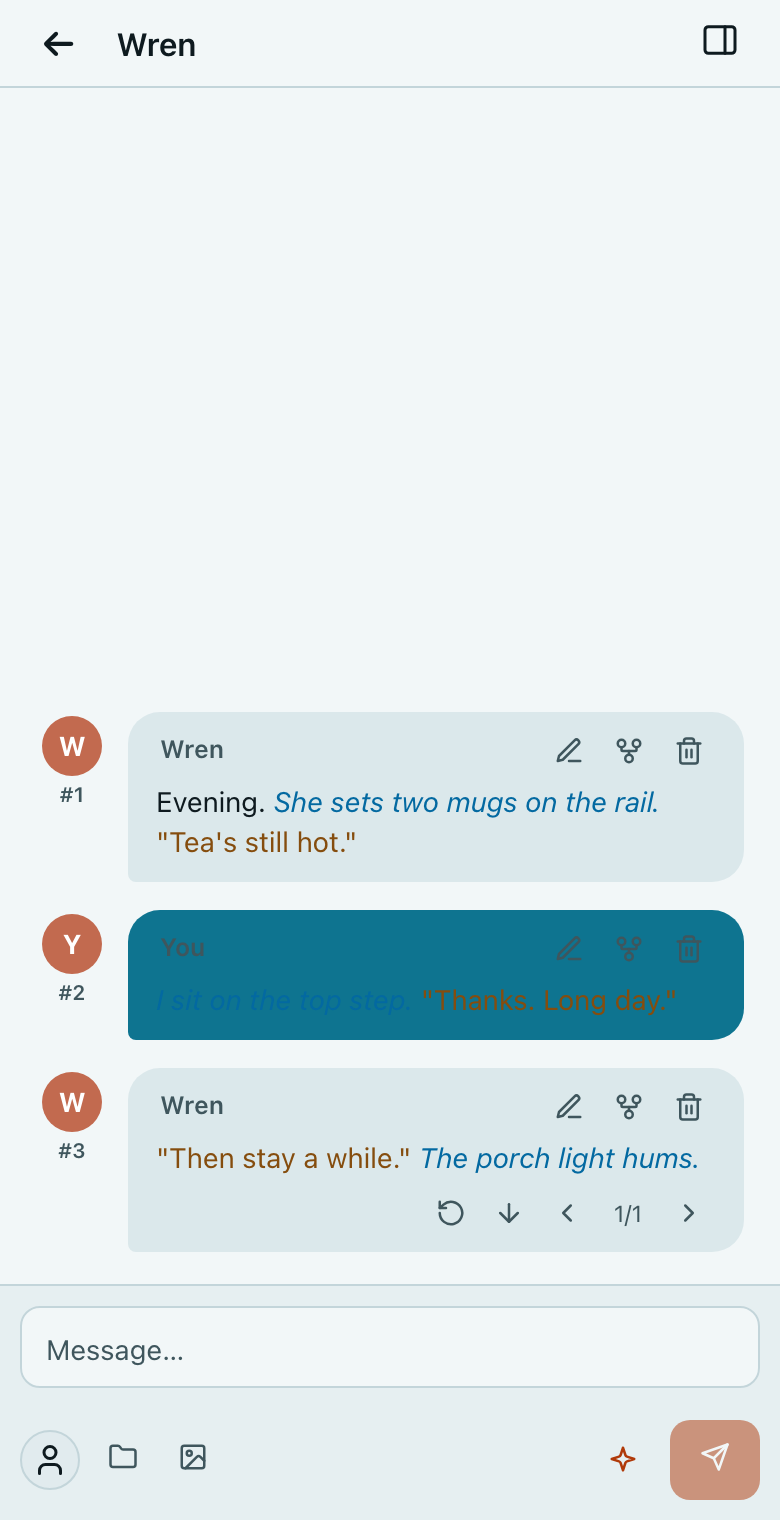 Wren
W
Wren
#1
Evening. She sets two mugs on the rail.
"Tea's still hot."
Y
You
#2
I sit on the top step. "Thanks. Long day."
W
Wren
#3
"Then stay a while." The porch light hums.
1/1
Message...